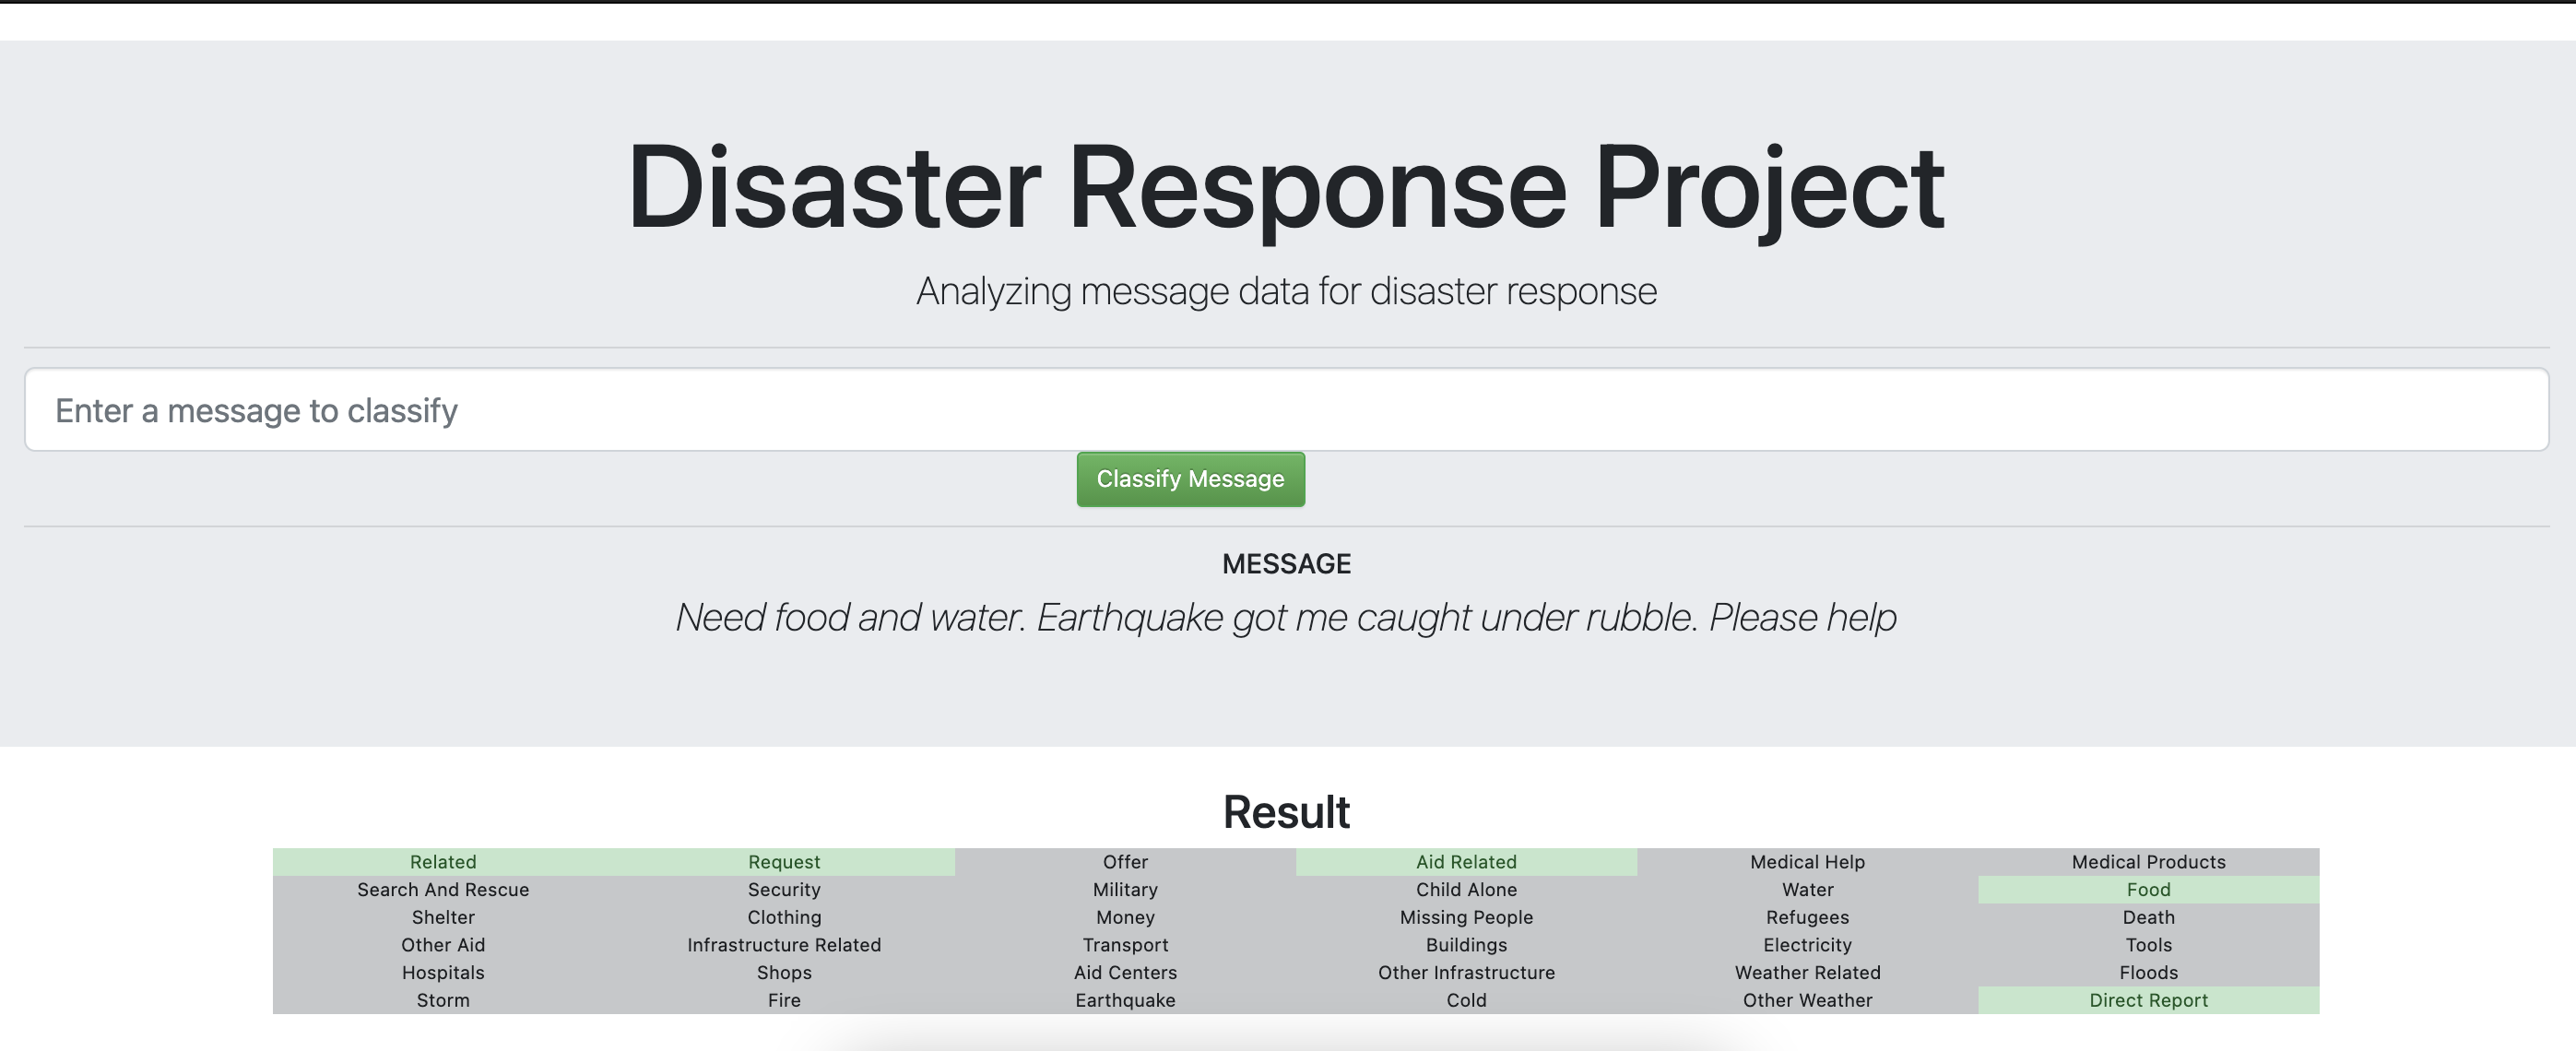 Disaster Response Project
Analyzing message data for disaster response
Enter a message to classify
Classify Message
MESSAGE
Need food and water. Earthquake got me caught under rubble. Please help
Result
Related Request Offer Aid Related Medical Help Medical Products
Search And Rescue Security Military Child Alone Water Food
Shelter Clothing Money Missing People Refugees Death
Other Aid Infrastructure Related Transport Buildings Electricity Tools
Hospitals Shops Aid Centers Other Infrastructure Weather Related Floods
Storm Fire Earthquake Cold Other Weather Direct Report